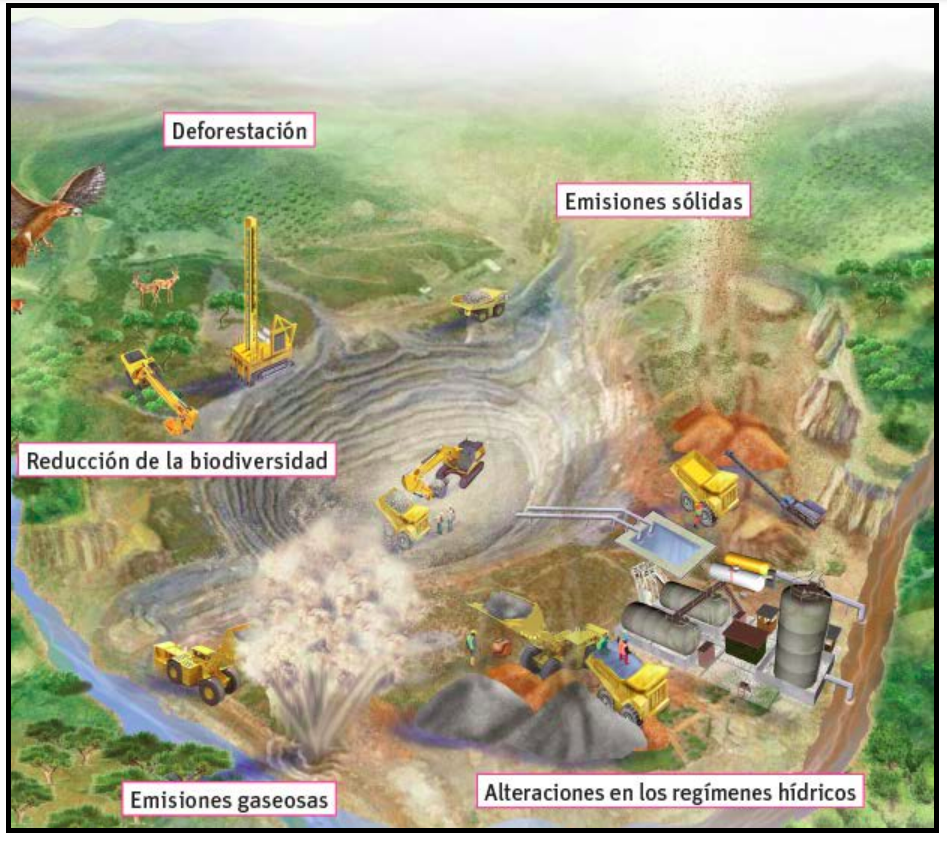 Deforestación
Emisiones sólidas
Reducción de la biodiversidad
Emisiones gaseosas
Alteraciones en los regímenes hídricos